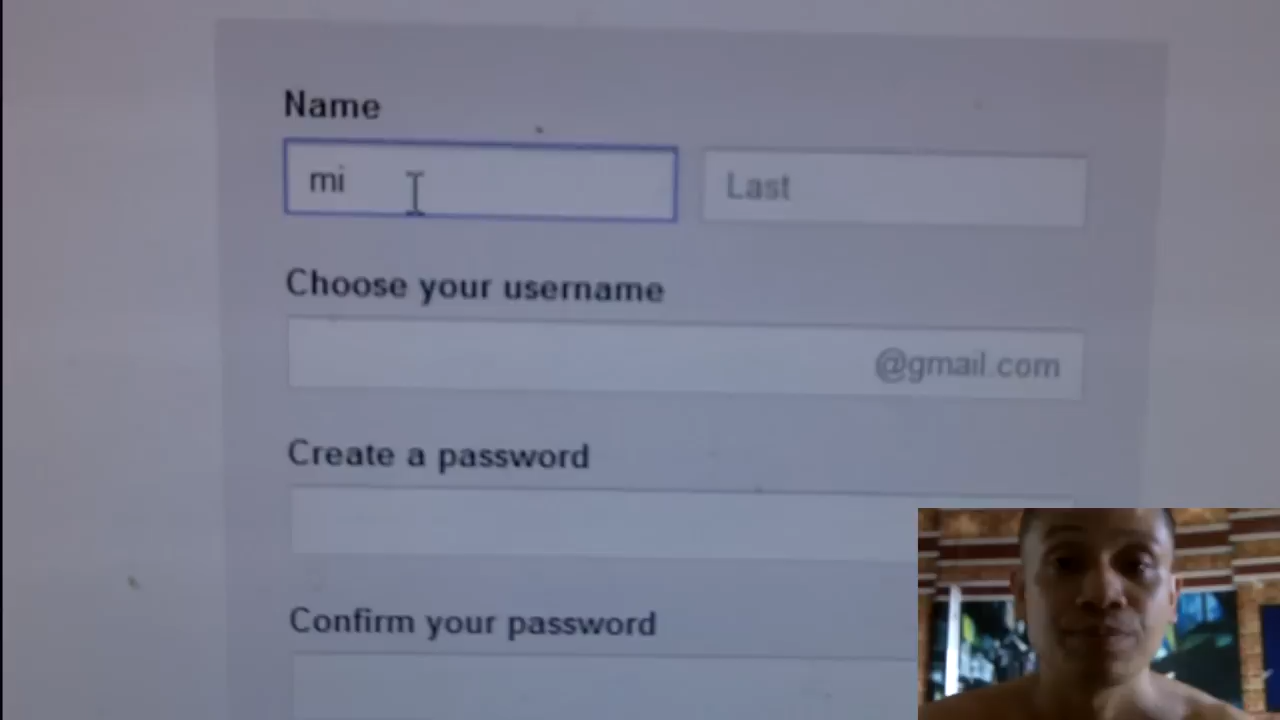 Name
mi
Last
Choose your username
@gmail.com
Create a password
Confirm your password